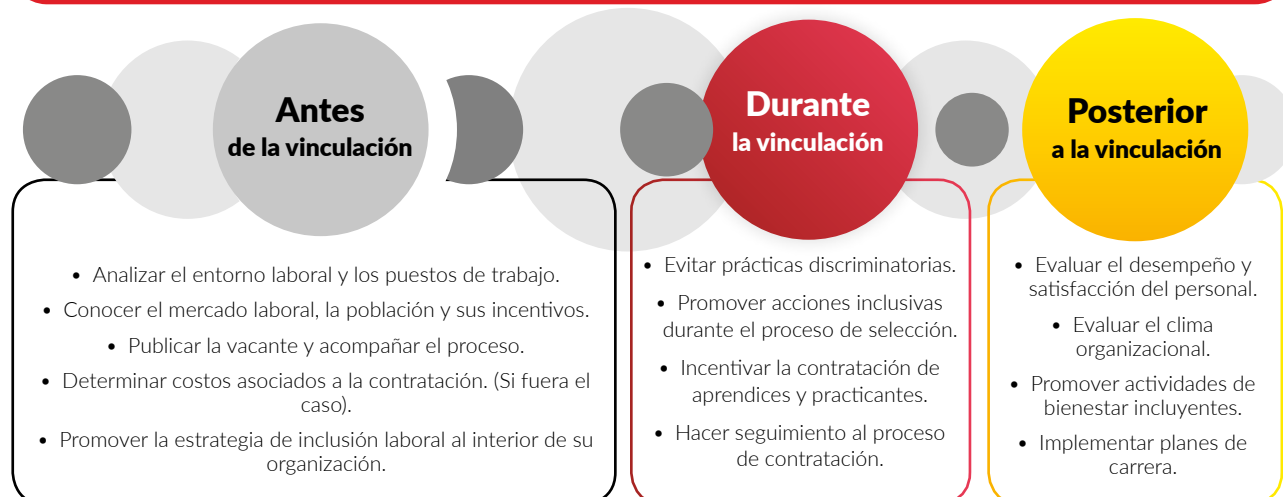 Antes
de la vinculación
• Analizar el entorno laboral y los puestos de trabajo.
• Conocer el mercado laboral, la población y sus incentivos.
• Publicar la vacante y acompañar el proceso.
• Determinar costos asociados a la contratación. (Si fuera el
caso).
• Promover la estrategia de inclusión laboral al interior de su
organización.
Durante
la vinculación
• Evitar prácticas discriminatorias.
• Promover acciones inclusivas
durante el proceso de selección.
• Incentivar la contratación de
aprendices y practicantes.
• Hacer seguimiento al proceso
de contratación.
Posterior
a la vinculación
• Evaluar el desempeño y
satisfacción del personal.
• Evaluar el clima
organizacional.
• Promover actividades de
bienestar incluyentes.
• Implementar planes de
carrera.